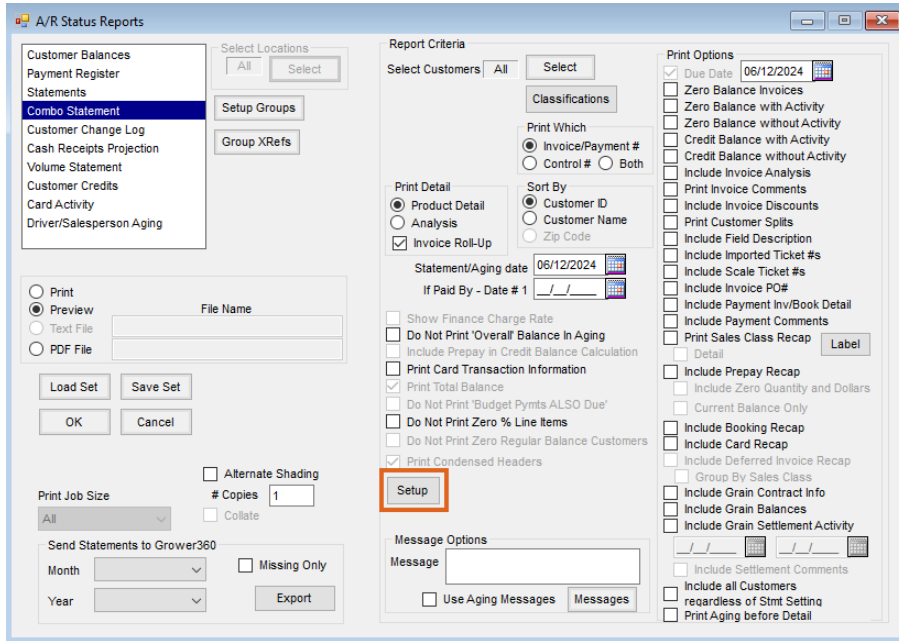 A/R Status Reports
Customer Balances
Payment Register
Statements
Combo Statement
Customer Change Log
Cash Receipts Projection
Volume Statement
Customer Credits
Card Activity
Driver/Salesperson Aging
Select Locations
All Select
Setup Groups
Group XRefs
Print
Preview
File Name
Text File
PDF File
Load Set Save Set
OK Cancel
Alternate Shading
Print Job Size
# Copies 1
All
Collate
Send Statements to Grower360
Month
Missing Only
Year
Export
Report Criteria
Select Customers All Select
Classifications
Print Which
Invoice/Payment #
Control # Both
Print Detail
Product Detail
Analysis
Invoice Roll-Up
Sort By
Customer ID
Customer Name
Zip Code
Statement/Aging date 06/12/2024
If Paid By - Date # 1 __/__/____
Show Finance Charge Rate
Do Not Print 'Overall' Balance In Aging
Include Prepay in Credit Balance Calculation
Print Card Transaction Information
Print Total Balance
Do Not Print 'Budget Pymts ALSO Due'
Do Not Print Zero % Line Items
Do Not Print Zero Regular Balance Customers
Print Condensed Headers
Setup
Message Options
Message
Use Aging Messages Messages
Print Options
Due Date 06/12/2024
Zero Balance Invoices
Zero Balance with Activity
Zero Balance without Activity
Credit Balance with Activity
Credit Balance without Activity
Include Invoice Analysis
Print Invoice Comments
Include Invoice Discounts
Print Customer Splits
Include Field Description
Include Imported Ticket #s
Include Scale Ticket #s
Include Invoice PO#
Include Payment Inv/Book Detail
Include Payment Comments
Print Sales Class Recap
Label
Detail
Include Prepay Recap
Include Zero Quantity and Dollars
Current Balance Only
Include Booking Recap
Include Card Recap
Include Deferred Invoice Recap
Group By Sales Class
Include Grain Contract Info
Include Grain Balances
Include Grain Settlement Activity
__/__/____ __/__/____
Include Settlement Comments
Include all Customers
regardless of Stmt Setting
Print Aging before Detail